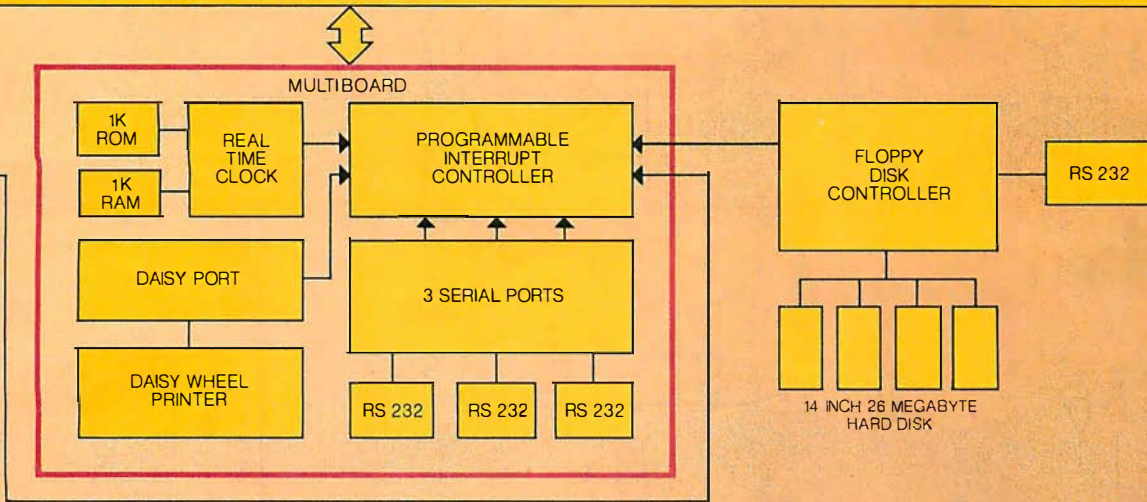 MULTIBOARD
1K
ROM
REAL
TIME
CLOCK
1K
RAM
PROGRAMMABLE
INTERRUPT
CONTROLLER
FLOPPY
DISK
CONTROLLER
RS 232
DAISY PORT
3 SERIAL PORTS
DAISY WHEEL
PRINTER
RS 232
RS 232
RS 232
14 INCH 26 MEGABYTE
HARD DISK